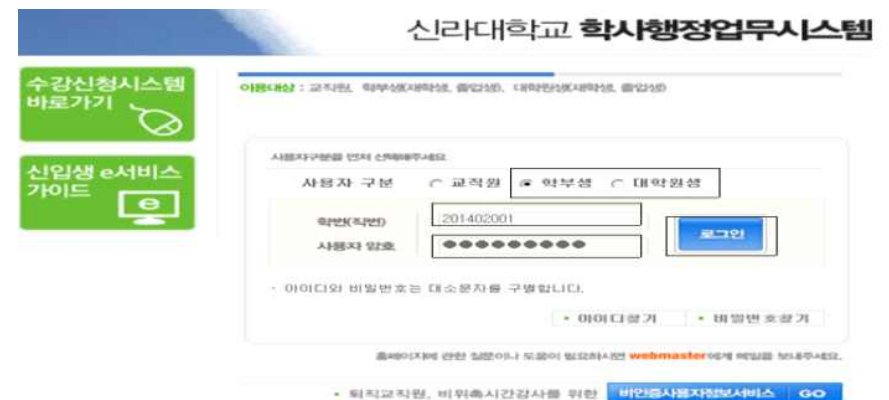 신라대학교 학사행정업무시스템
수강신청시스템
바로가기
신입생 e서비스
가이드
e
이용대상 : 교직원, 학부생(재학생, 졸업생), 대학원생(재학생, 졸업생)
사용자구분을 먼저 선택해주세요
사용자 구분 교직원 학부생 대학원생
학번(직번) 201402001
사용자 암호 ●●●●●●●●●
로그인
· 아이디와 비밀번호는 대소문자를 구별합니다.
• 아이디찾기 • 비밀번호찾기
홈페이지에 관한 질문이나 도움이 필요하시면 webmaster에게 메일을 보내주세요.
• 퇴직교직원, 비위촉시간강사를 위한 비인증사용자정보서비스 GO